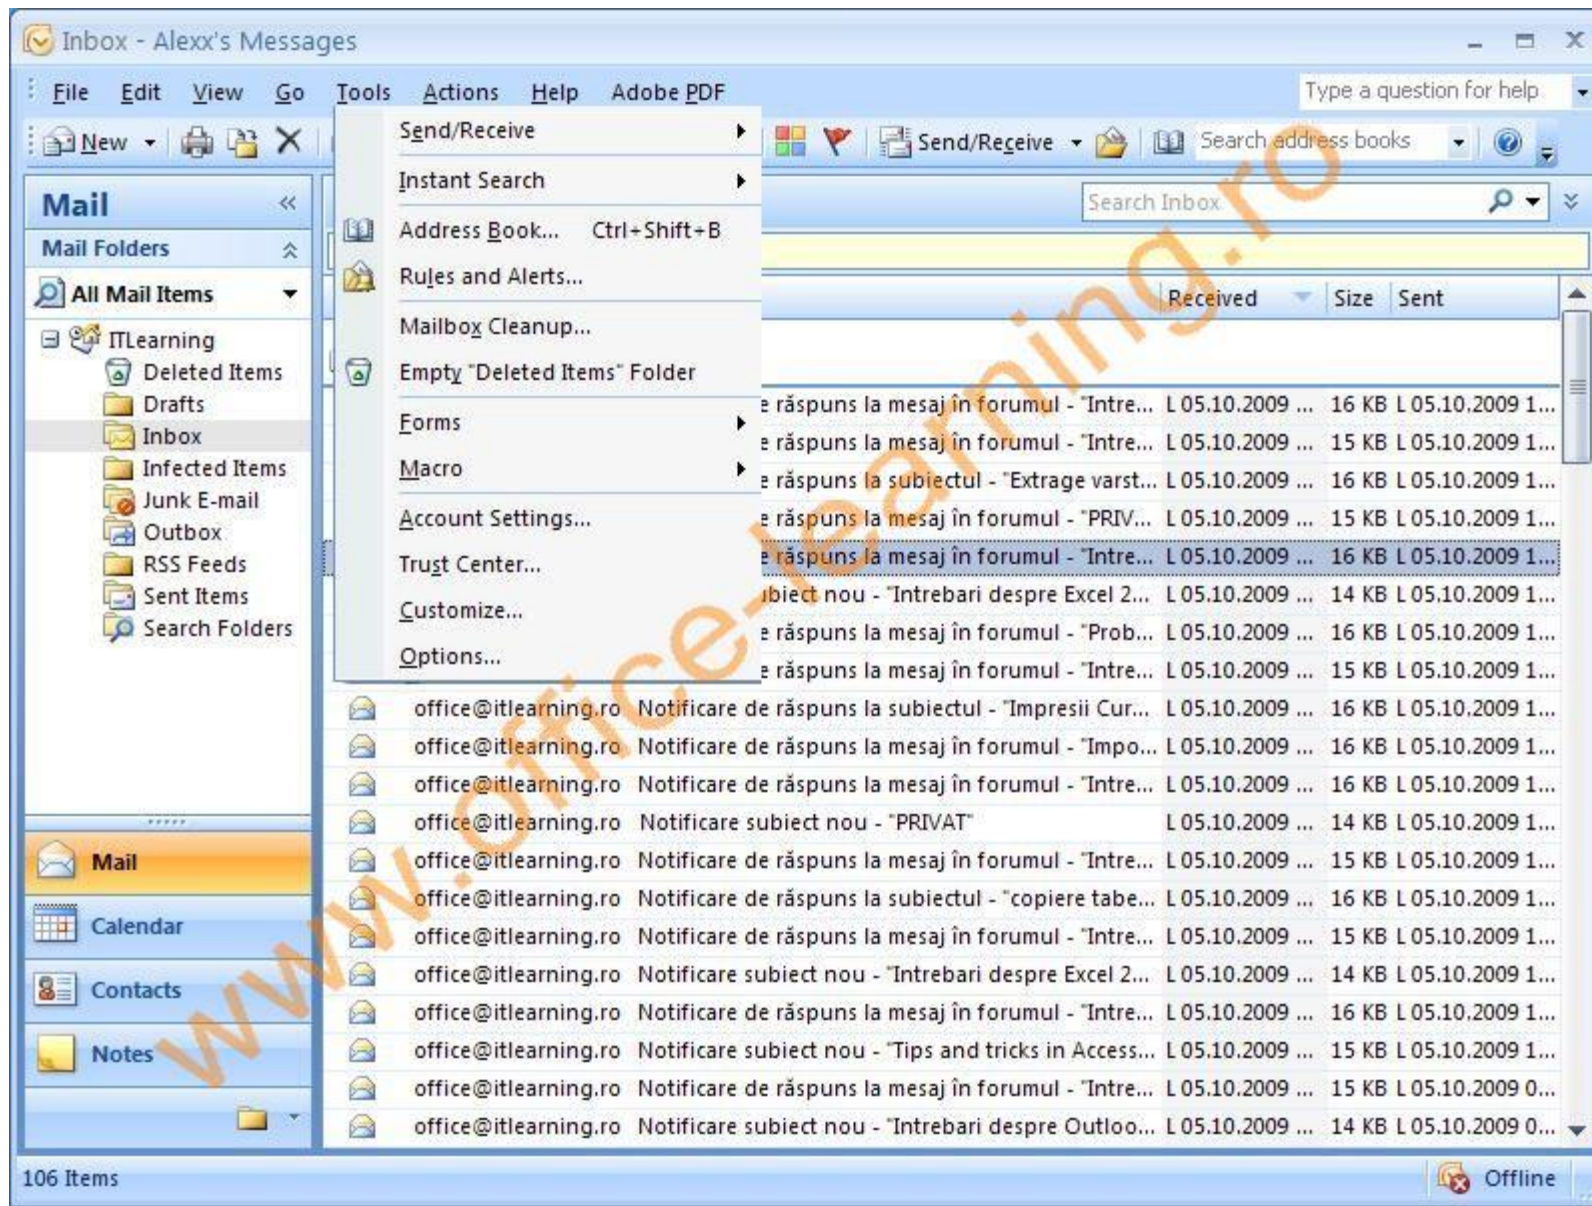 Inbox - Alexx's Messages
File Edit View Go Tools Actions Help Adobe PDF Type a question for help
New Send/Receive Search address books
Mail
Mail Folders
All Mail Items
ITLearning
Deleted Items
Drafts
Inbox
Infected Items
Junk E-mail
Outbox
RSS Feeds
Sent Items
Search Folders
Mail
Calendar
Contacts
Notes
Send/Receive
Instant Search
Address Book... Ctrl+Shift+B
Rules and Alerts...
Mailbox Cleanup...
Empty "Deleted Items" Folder
Forms
Macro
Account Settings...
Trust Center...
Customize...
Options...
Search Inbox
Received Size Sent
e răspuns la mesaj în forumul - "Intre... L 05.10.2009 ... 16 KB L 05.10.2009 1...
e răspuns la mesaj în forumul - "Intre... L 05.10.2009 ... 15 KB L 05.10.2009 1...
e răspuns la subiectul - "Extrage varst... L 05.10.2009 ... 16 KB L 05.10.2009 1...
e răspuns la mesaj în forumul - "PRIV... L 05.10.2009 ... 15 KB L 05.10.2009 1...
e răspuns la mesaj în forumul - "Intre... L 05.10.2009 ... 16 KB L 05.10.2009 1...
ubiect nou - "Intrebari despre Excel 2... L 05.10.2009 ... 14 KB L 05.10.2009 1...
e răspuns la mesaj în forumul - "Prob... L 05.10.2009 ... 16 KB L 05.10.2009 1...
e răspuns la mesaj în forumul - "Intre... L 05.10.2009 ... 15 KB L 05.10.2009 1...
office@itlearning.ro Notificare de răspuns la subiectul - "Impresii Cur... L 05.10.2009 ... 16 KB L 05.10.2009 1...
office@itlearning.ro Notificare de răspuns la mesaj în forumul - "Impo... L 05.10.2009 ... 16 KB L 05.10.2009 1...
office@itlearning.ro Notificare de răspuns la mesaj în forumul - "Intre... L 05.10.2009 ... 16 KB L 05.10.2009 1...
office@itlearning.ro Notificare subiect nou - "PRIVAT" L 05.10.2009 ... 14 KB L 05.10.2009 1...
office@itlearning.ro Notificare de răspuns la mesaj în forumul - "Intre... L 05.10.2009 ... 15 KB L 05.10.2009 1...
office@itlearning.ro Notificare de răspuns la subiectul - "copiere tabe... L 05.10.2009 ... 16 KB L 05.10.2009 1...
office@itlearning.ro Notificare de răspuns la mesaj în forumul - "Intre... L 05.10.2009 ... 15 KB L 05.10.2009 1...
office@itlearning.ro Notificare subiect nou - "Intrebari despre Excel 2... L 05.10.2009 ... 14 KB L 05.10.2009 1...
office@itlearning.ro Notificare de răspuns la mesaj în forumul - "Intre... L 05.10.2009 ... 16 KB L 05.10.2009 1...
office@itlearning.ro Notificare subiect nou - "Tips and tricks in Access... L 05.10.2009 ... 15 KB L 05.10.2009 1...
office@itlearning.ro Notificare de răspuns la mesaj în forumul - "Intre... L 05.10.2009 ... 15 KB L 05.10.2009 0...
office@itlearning.ro Notificare subiect nou - "Intrebari despre Outloo... L 05.10.2009 ... 14 KB L 05.10.2009 0...
106 Items Offline
www.office-learning.ro